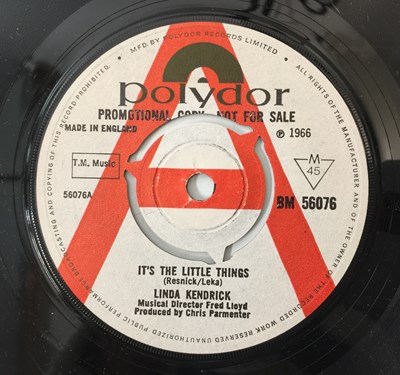 MFD. BY POLYDOR RECORDS LIMITED
ALL RIGHTS OF THE MANUFACTURER AND OF THE OWNER OF THE RECORDED WORK RESERVED UNAUTHORISED PUBLIC PERFORMANCE BROADCASTING AND COPYING OF THIS RECORD PROHIBITED.
polydor
PROMOTIONAL COPY. NOT FOR SALE
MADE IN ENGLAND
℗ 1966
T.M. Music
M
45
56076A
BM 56076
IT'S THE LITTLE THINGS
(Resnick/Leka)
LINDA KENDRICK
Musical Director Fred Lloyd
Produced by Chris Parmenter